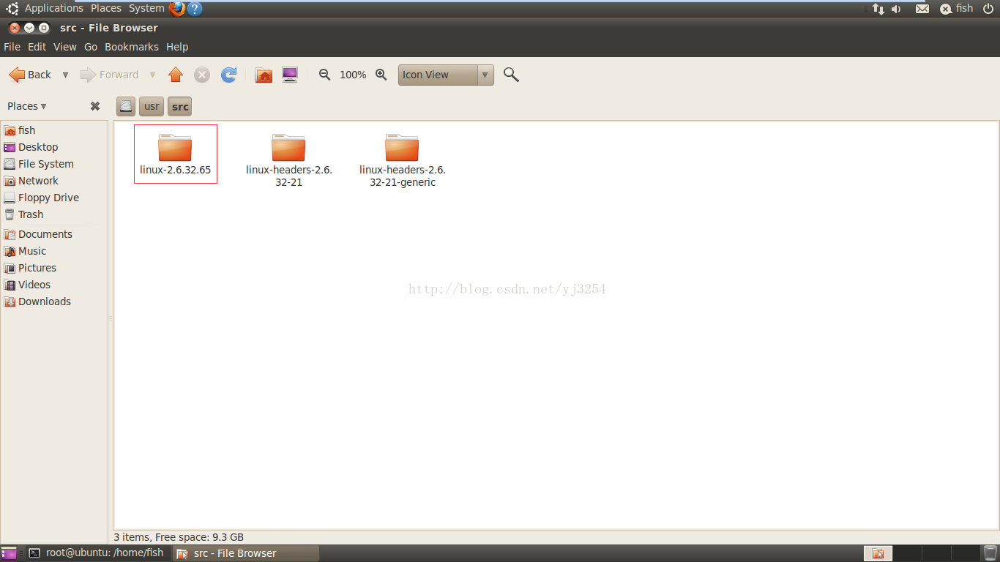 Applications Places System fish
src - File Browser
File Edit View Go Bookmarks Help
Back Forward 100% Icon View
Places usr src
fish
Desktop
File System
Network
Floppy Drive
Trash
Documents
Music
Pictures
Videos
Downloads
linux-2.6.32.65
linux-headers-2.6.
32-21
linux-headers-2.6.
32-21-generic
http://blog.csdn.net/yj3254
3 items, Free space: 9.3 GB
root@ubuntu: /home/fish src - File Browser